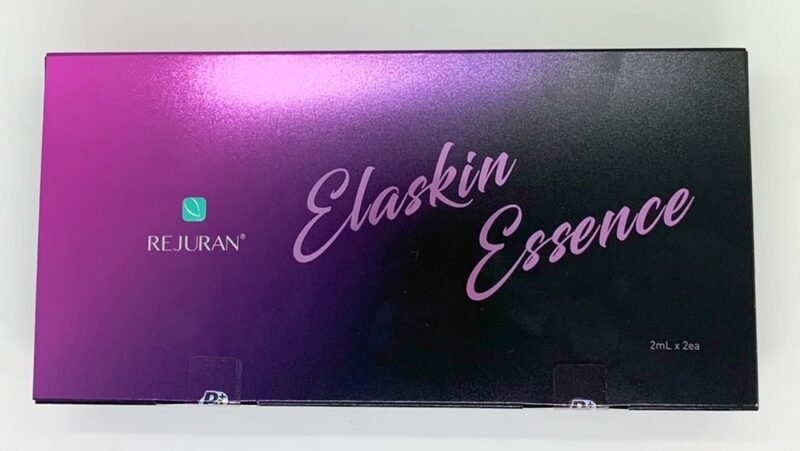 REJURAN®
Elaskin
Essence
2mL x 2ea